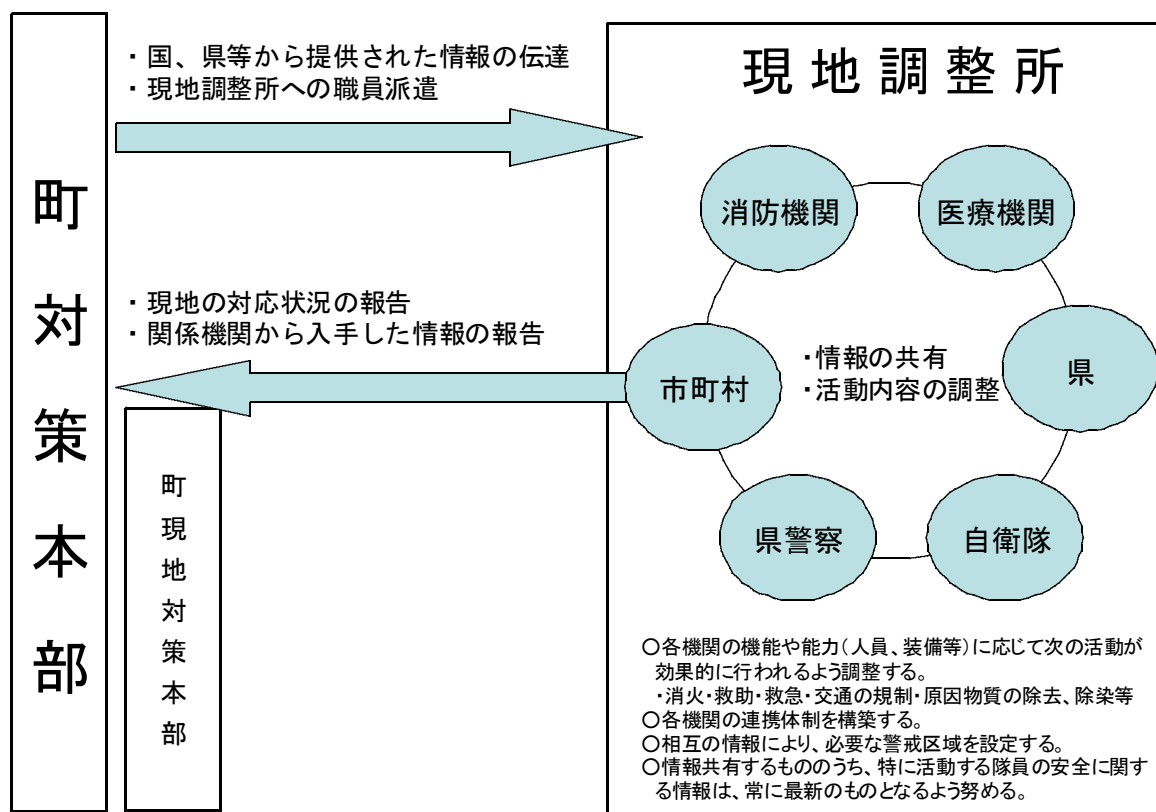 町対策本部
・国、県等から提供された情報の伝達
・現地調整所への職員派遣
・現地の対応状況の報告
・関係機関から入手した情報の報告
町現地対策本部
現地調整所
消防機関
医療機関
市町村
・情報の共有
・活動内容の調整
県
県警察
自衛隊
〇各機関の機能や能力（人員、装備等）に応じて次の活動が
効果的に行われるよう調整する。
・消火・救助・救急・交通の規制・原因物質の除去、除染等
〇各機関の連携体制を構築する。
〇相互の情報により、必要な警戒区域を設定する。
〇情報共有するもののうち、特に活動する隊員の安全に関す
る情報は、常に最新のものとなるよう努める。